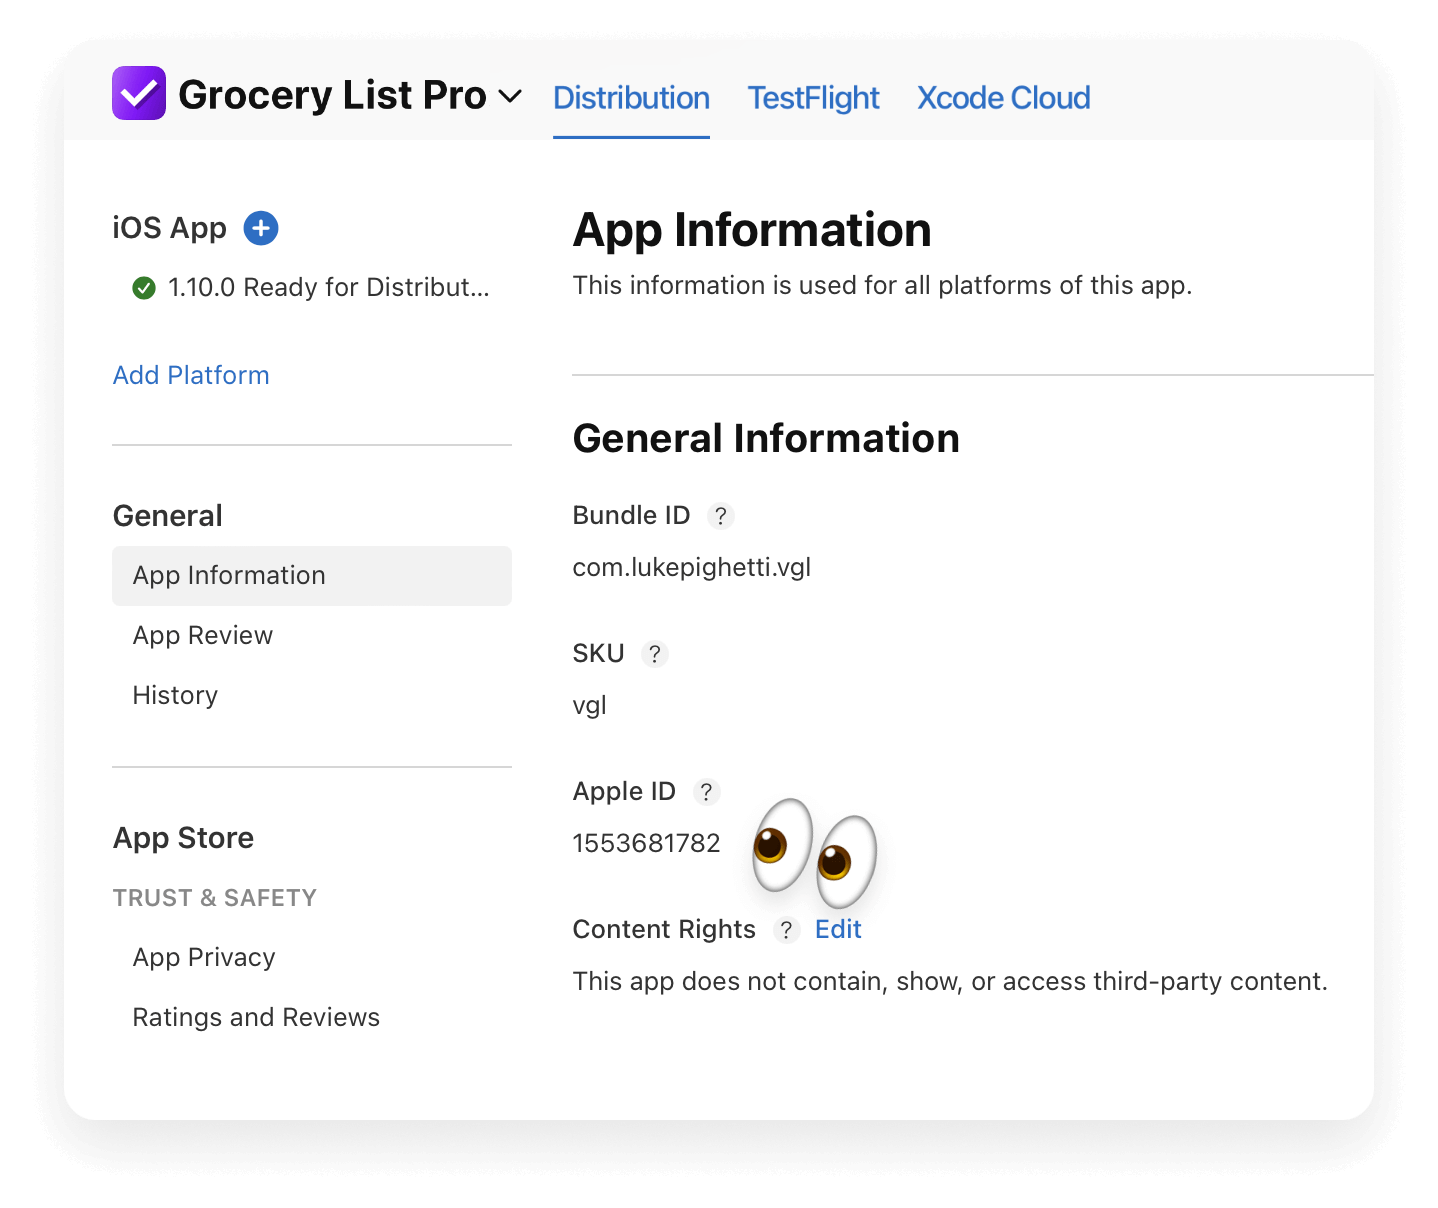 Grocery List Pro
Distribution
TestFlight
Xcode Cloud
iOS App
1.10.0 Ready for Distribut...
Add Platform
General
App Information
App Review
History
App Store
TRUST & SAFETY
App Privacy
Ratings and Reviews
App Information
This information is used for all platforms of this app.
General Information
Bundle ID ?
com.lukepighetti.vgl
SKU ?
vgl
Apple ID ?
1553681782
Content Rights ? Edit
This app does not contain, show, or access third-party content.